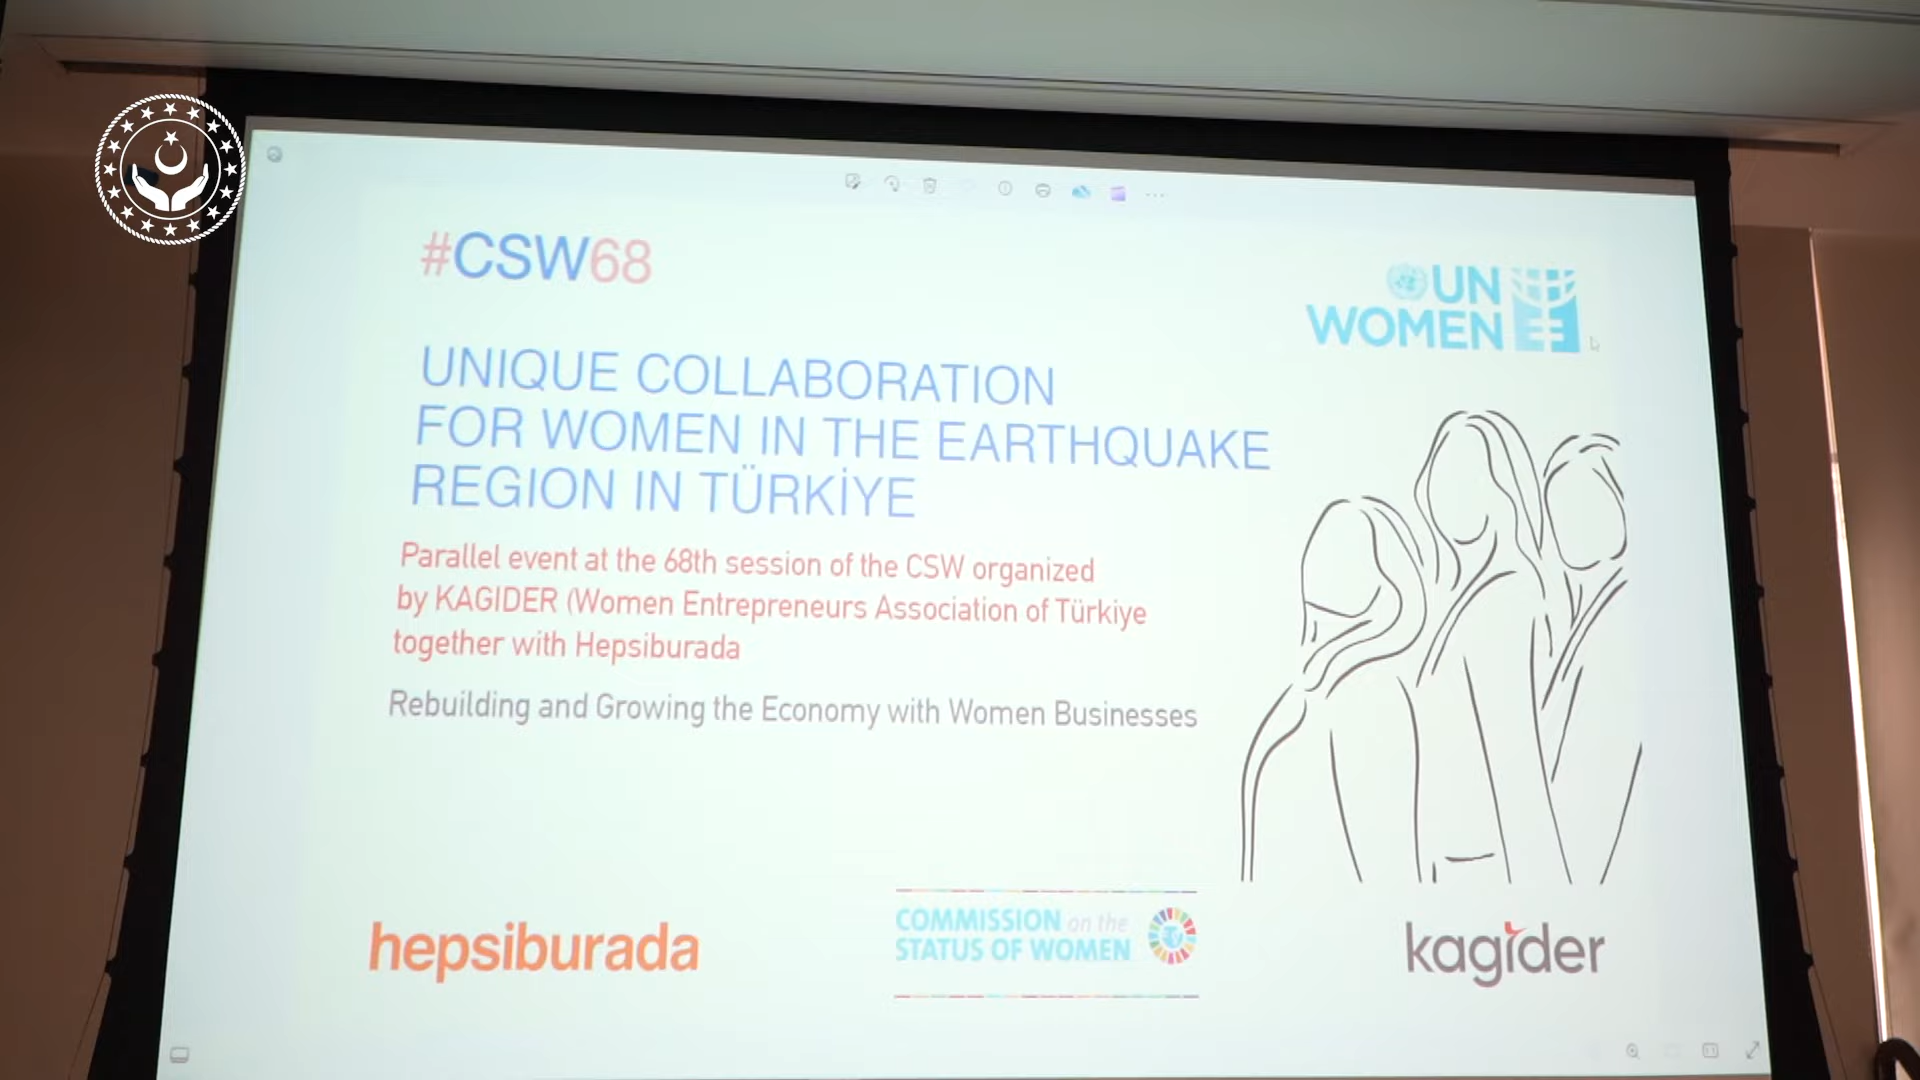 #CSW68
UN
WOMEN
UNIQUE COLLABORATION
FOR WOMEN IN THE EARTHQUAKE
REGION IN TÜRKİYE
Parallel event at the 68th session of the CSW organized
by KAGIDER (Women Entrepreneurs Association of Türkiye
together with Hepsiburada
Rebuilding and Growing the Economy with Women Businesses
hepsiburada
COMMISSION on the
STATUS OF WOMEN
kagider